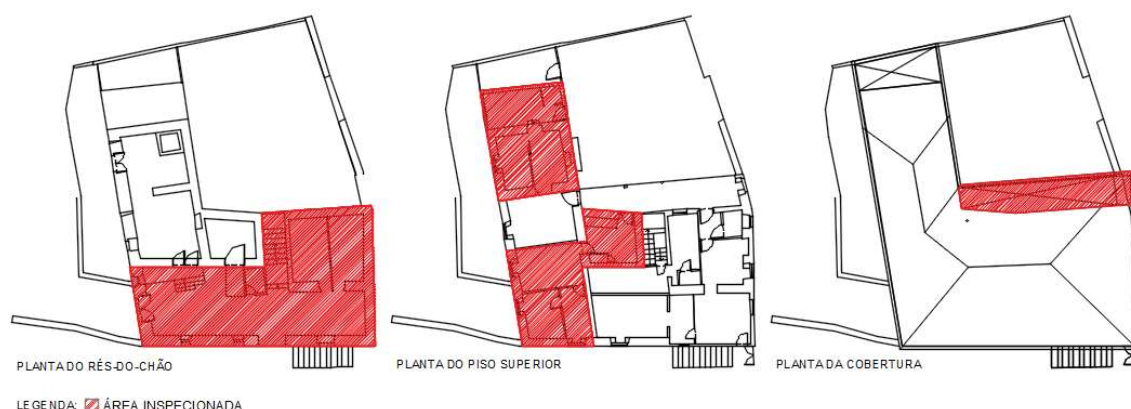 PLANTA DO RÉS-DO-CHÃO
PLANTA DO PISO SUPERIOR
PLANTA DA COBERTURA
LEGENDA: ÁREA INSPECIONADA